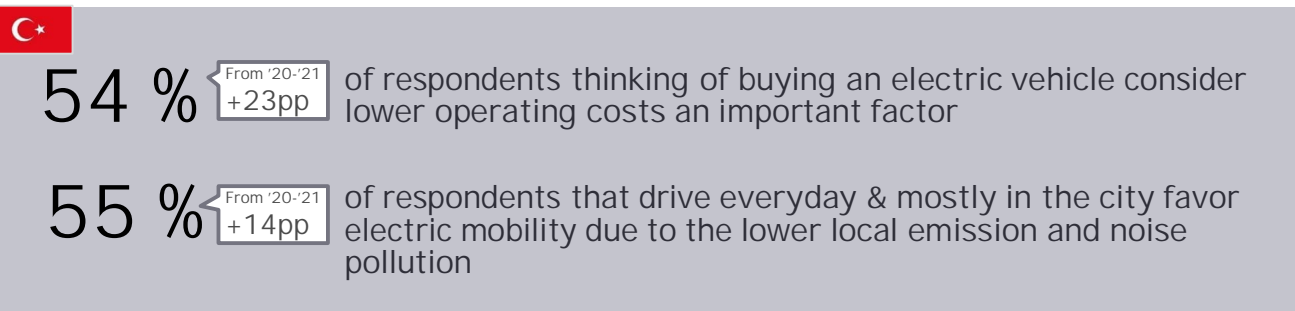 54 %
From '20-'21
+23pp
of respondents thinking of buying an electric vehicle consider
lower operating costs an important factor
55 %
From '20-'21
+14pp
of respondents that drive everyday & mostly in the city favor
electric mobility due to the lower local emission and noise
pollution